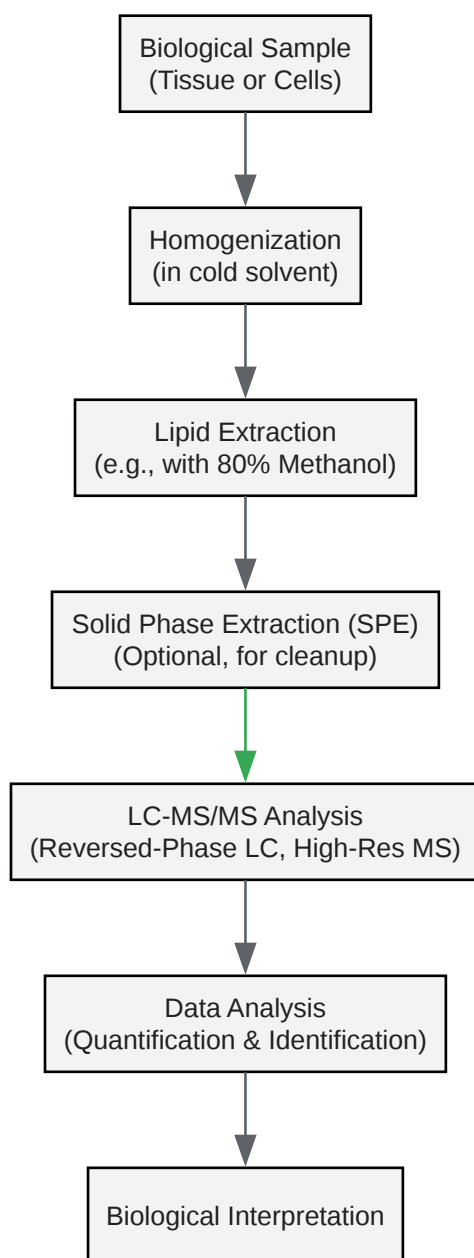 Biological Sample
(Tissue or Cells)
Homogenization
(in cold solvent)
Lipid Extraction
(e.g., with 80% Methanol)
Solid Phase Extraction (SPE)
(Optional, for cleanup)
LC-MS/MS Analysis
(Reversed-Phase LC, High-Res MS)
Data Analysis
(Quantification & Identification)
Biological Interpretation